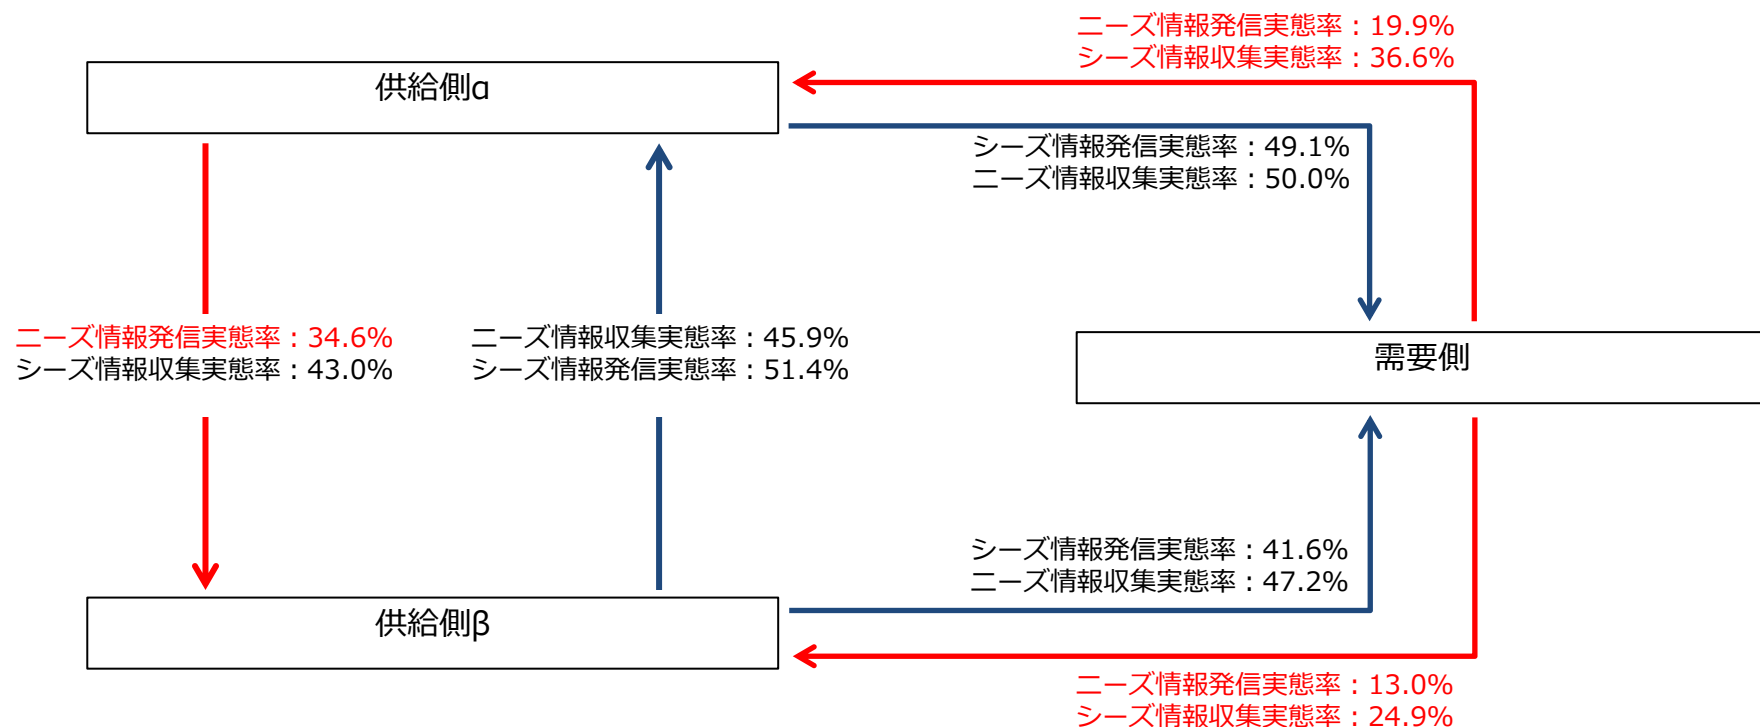 ニーズ情報発信実態率：19.9%
シーズ情報収集実態率：36.6%
供給側α
シーズ情報発信実態率：49.1%
ニーズ情報収集実態率：50.0%
ニーズ情報発信実態率：34.6%
シーズ情報収集実態率：43.0%
ニーズ情報収集実態率：45.9%
シーズ情報発信実態率：51.4%
需要側
シーズ情報発信実態率：41.6%
ニーズ情報収集実態率：47.2%
供給側β
ニーズ情報発信実態率：13.0%
シーズ情報収集実態率：24.9%